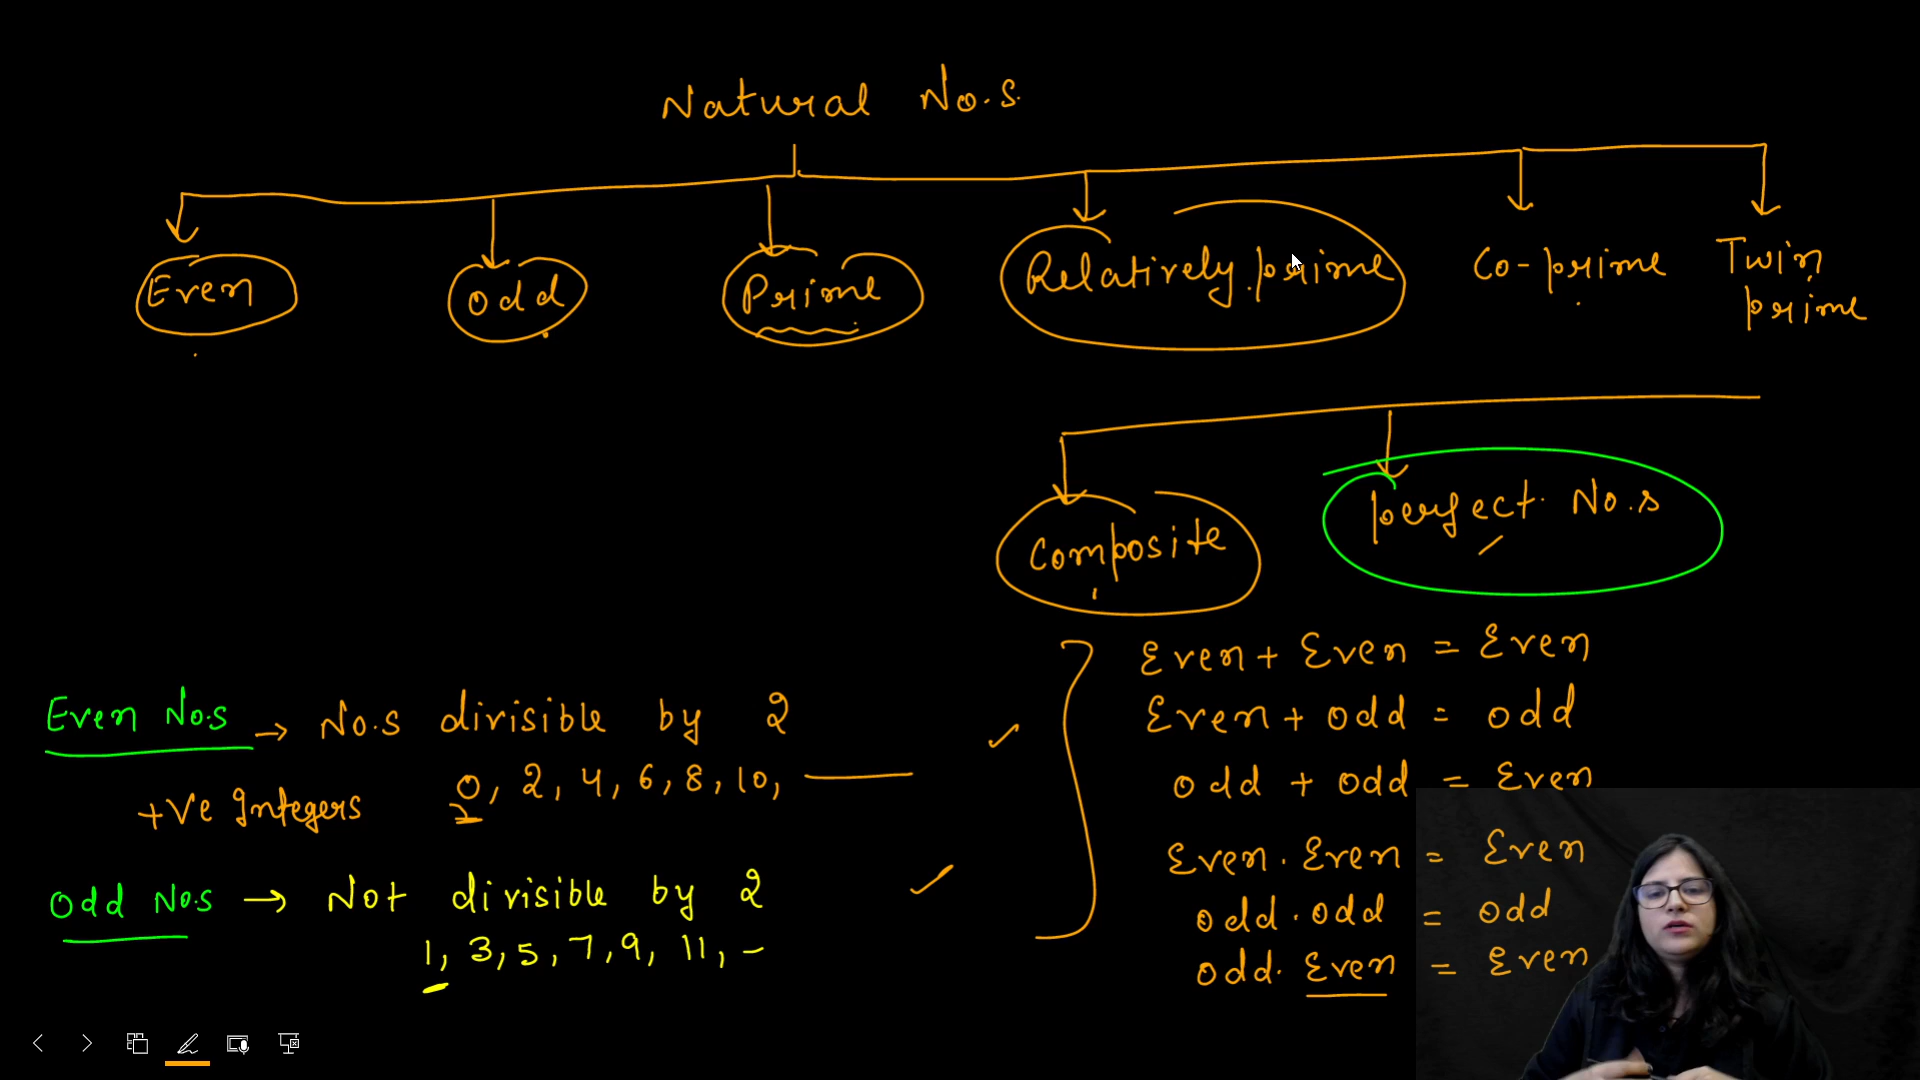 Natural No.s.
Even
odd
Prime
Relatively prime
Co-prime
Twin prime
Composite
perfect No.s
Even + Even = Even
Even + odd = odd
odd + odd = Even
Even . Even = Even
odd . odd = odd
odd . Even = Even
Even No.s → No.s divisible by 2
+ve Integers 0, 2, 4, 6, 8, 10,
Odd No.s → Not divisible by 2
1, 3, 5, 7, 9, 11, -